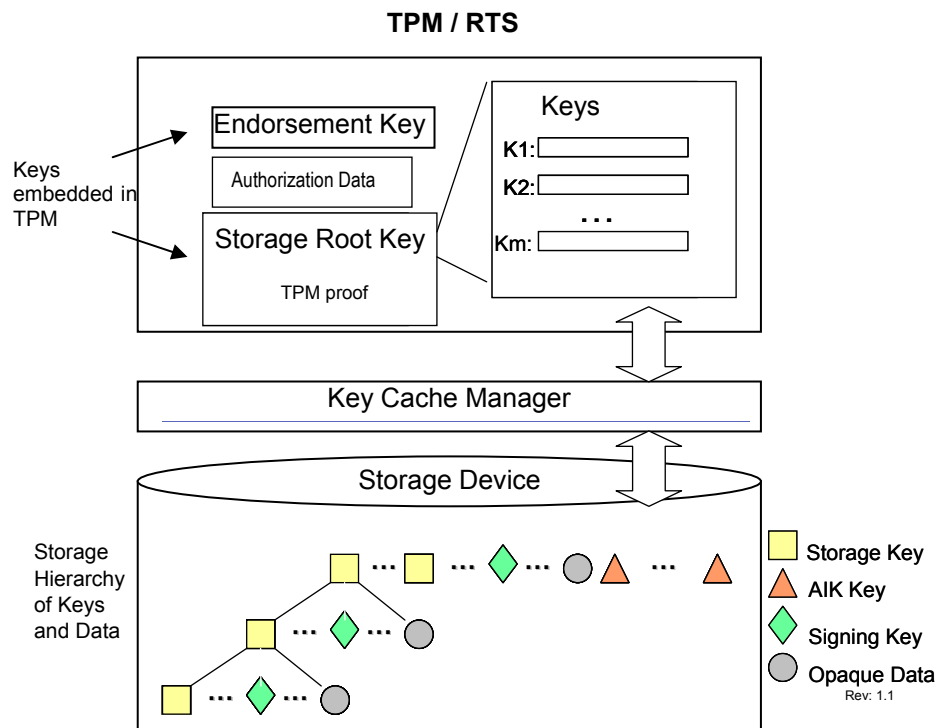 TPM / RTS
Keys
embedded in
TPM
Endorsement Key
Authorization Data
Storage Root Key
TPM proof
Keys
K1:
K2:
...
Km:
Key Cache Manager
Storage Device
Storage
Hierarchy
of Keys
and Data
... ... ... ...
... ...
... ...
Storage Key
AIK Key
Signing Key
Opaque Data
Rev: 1.1